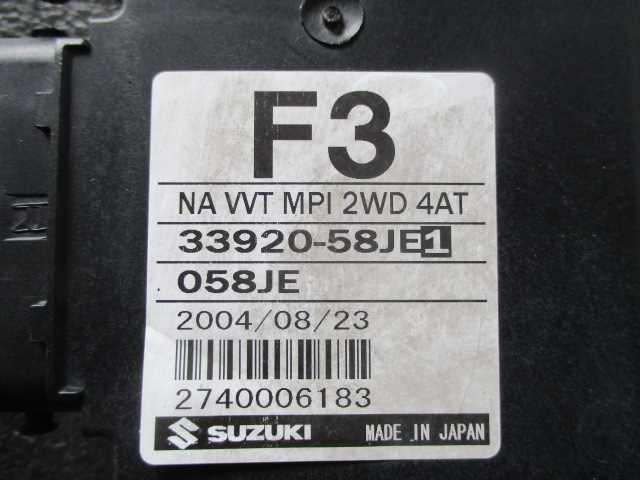 F3
NA VVT MPI 2WD 4AT
33920-58JE1
058JE
2004/08/23
2740006183
SUZUKI MADE IN JAPAN